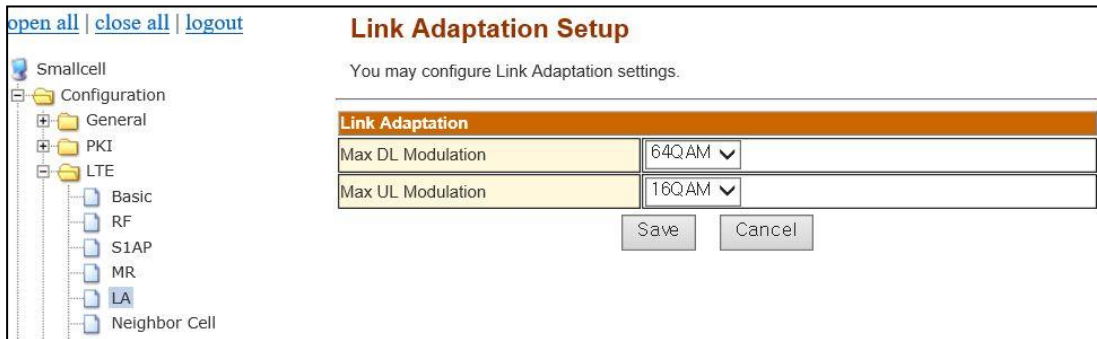 open all | close all | logout
Smallcell
Configuration
General
PKI
LTE
Basic
RF
S1AP
MR
LA
Neighbor Cell
Link Adaptation Setup
You may configure Link Adaptation settings.
Link Adaptation
Max DL Modulation 64QAM
Max UL Modulation 16QAM
Save Cancel